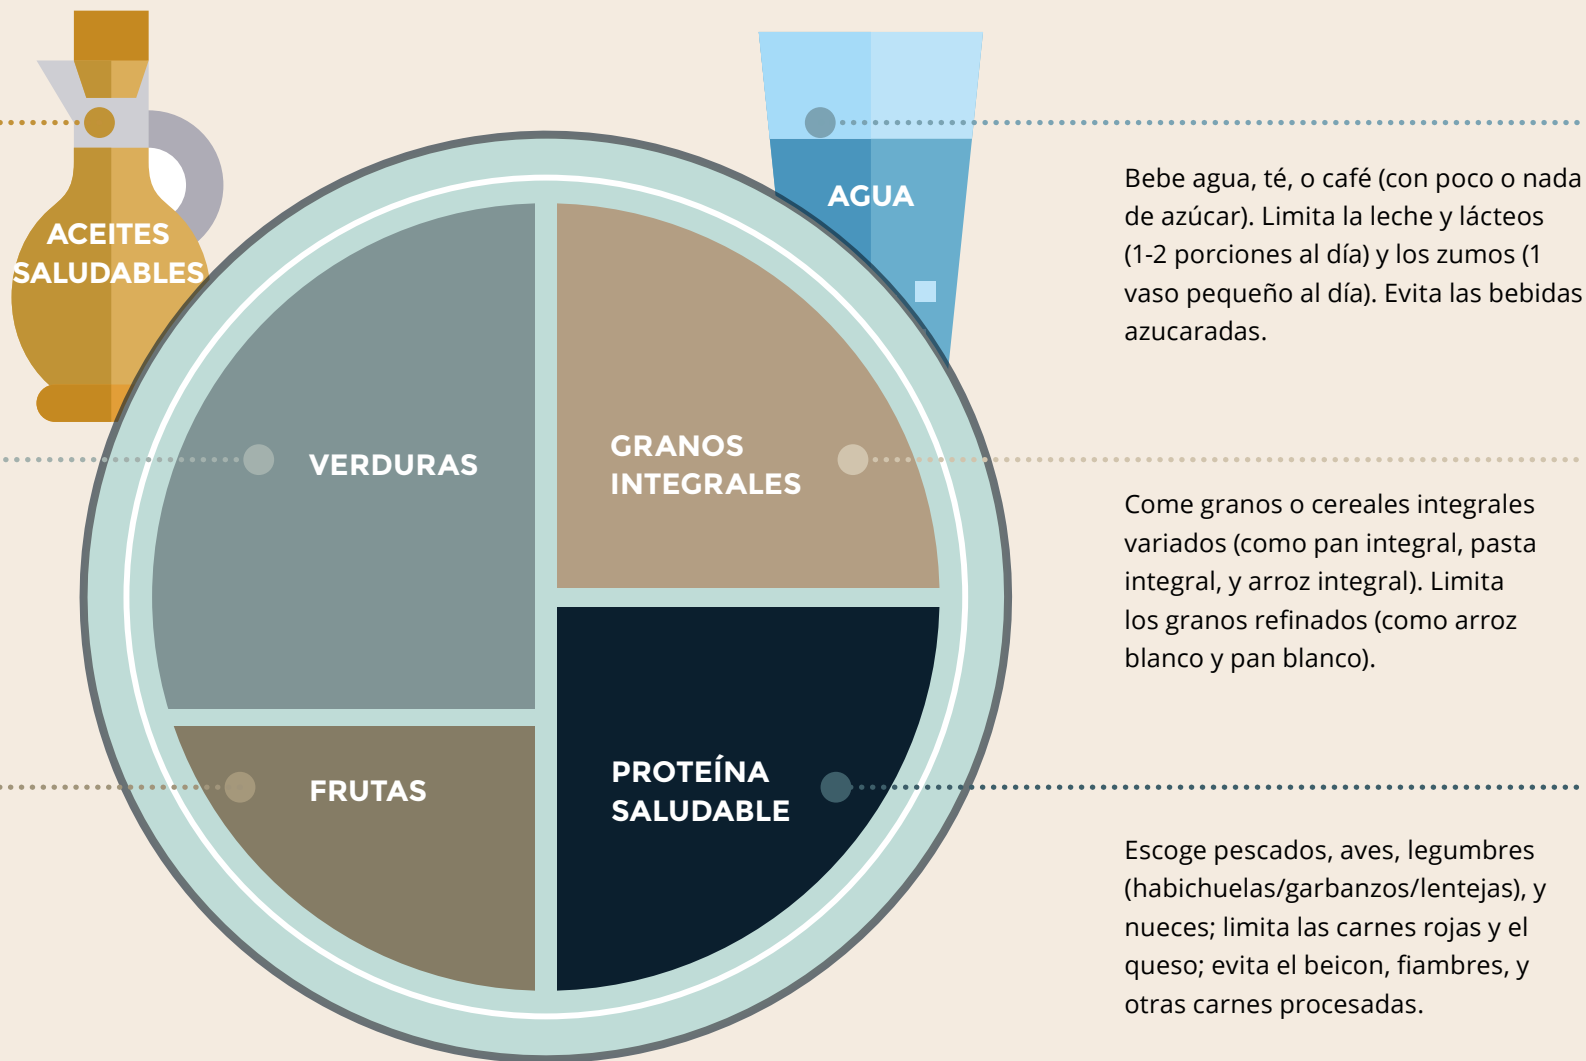 ACEITES
SALUDABLES
AGUA
Bebe agua, té, o café (con poco o nada
de azúcar). Limita la leche y lácteos
(1-2 porciones al día) y los zumos (1
vaso pequeño al día). Evita las bebidas
azucaradas.
VERDURAS
GRANOS
INTEGRALES
Come granos o cereales integrales
variados (como pan integral, pasta
integral, y arroz integral). Limita
los granos refinados (como arroz
blanco y pan blanco).
FRUTAS
PROTEÍNA
SALUDABLE
Escoge pescados, aves, legumbres
(habichuelas/garbanzos/lentejas), y
nueces; limita las carnes rojas y el
queso; evita el beicon, fiambres, y
otras carnes procesadas.